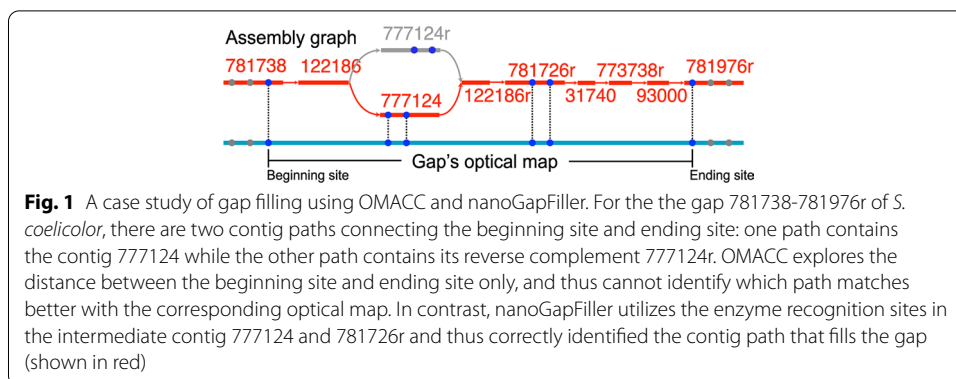 777124r
Assembly graph
781738 122186 781726r 773738r 781976r
777124
122186r 31740 93000
Gap's optical map
Beginning site Ending site
Fig. 1 A case study of gap filling using OMACC and nanoGapFiller. For the the gap 781738-781976r of S.
coelicolor, there are two contig paths connecting the beginning site and ending site: one path contains
the contig 777124 while the other path contains its reverse complement 777124r. OMACC explores the
distance between the beginning site and ending site only, and thus cannot identify which path matches
better with the corresponding optical map. In contrast, nanoGapFiller utilizes the enzyme recognition sites in
the intermediate contig 777124 and 781726r and thus correctly identified the contig path that fills the gap
(shown in red)